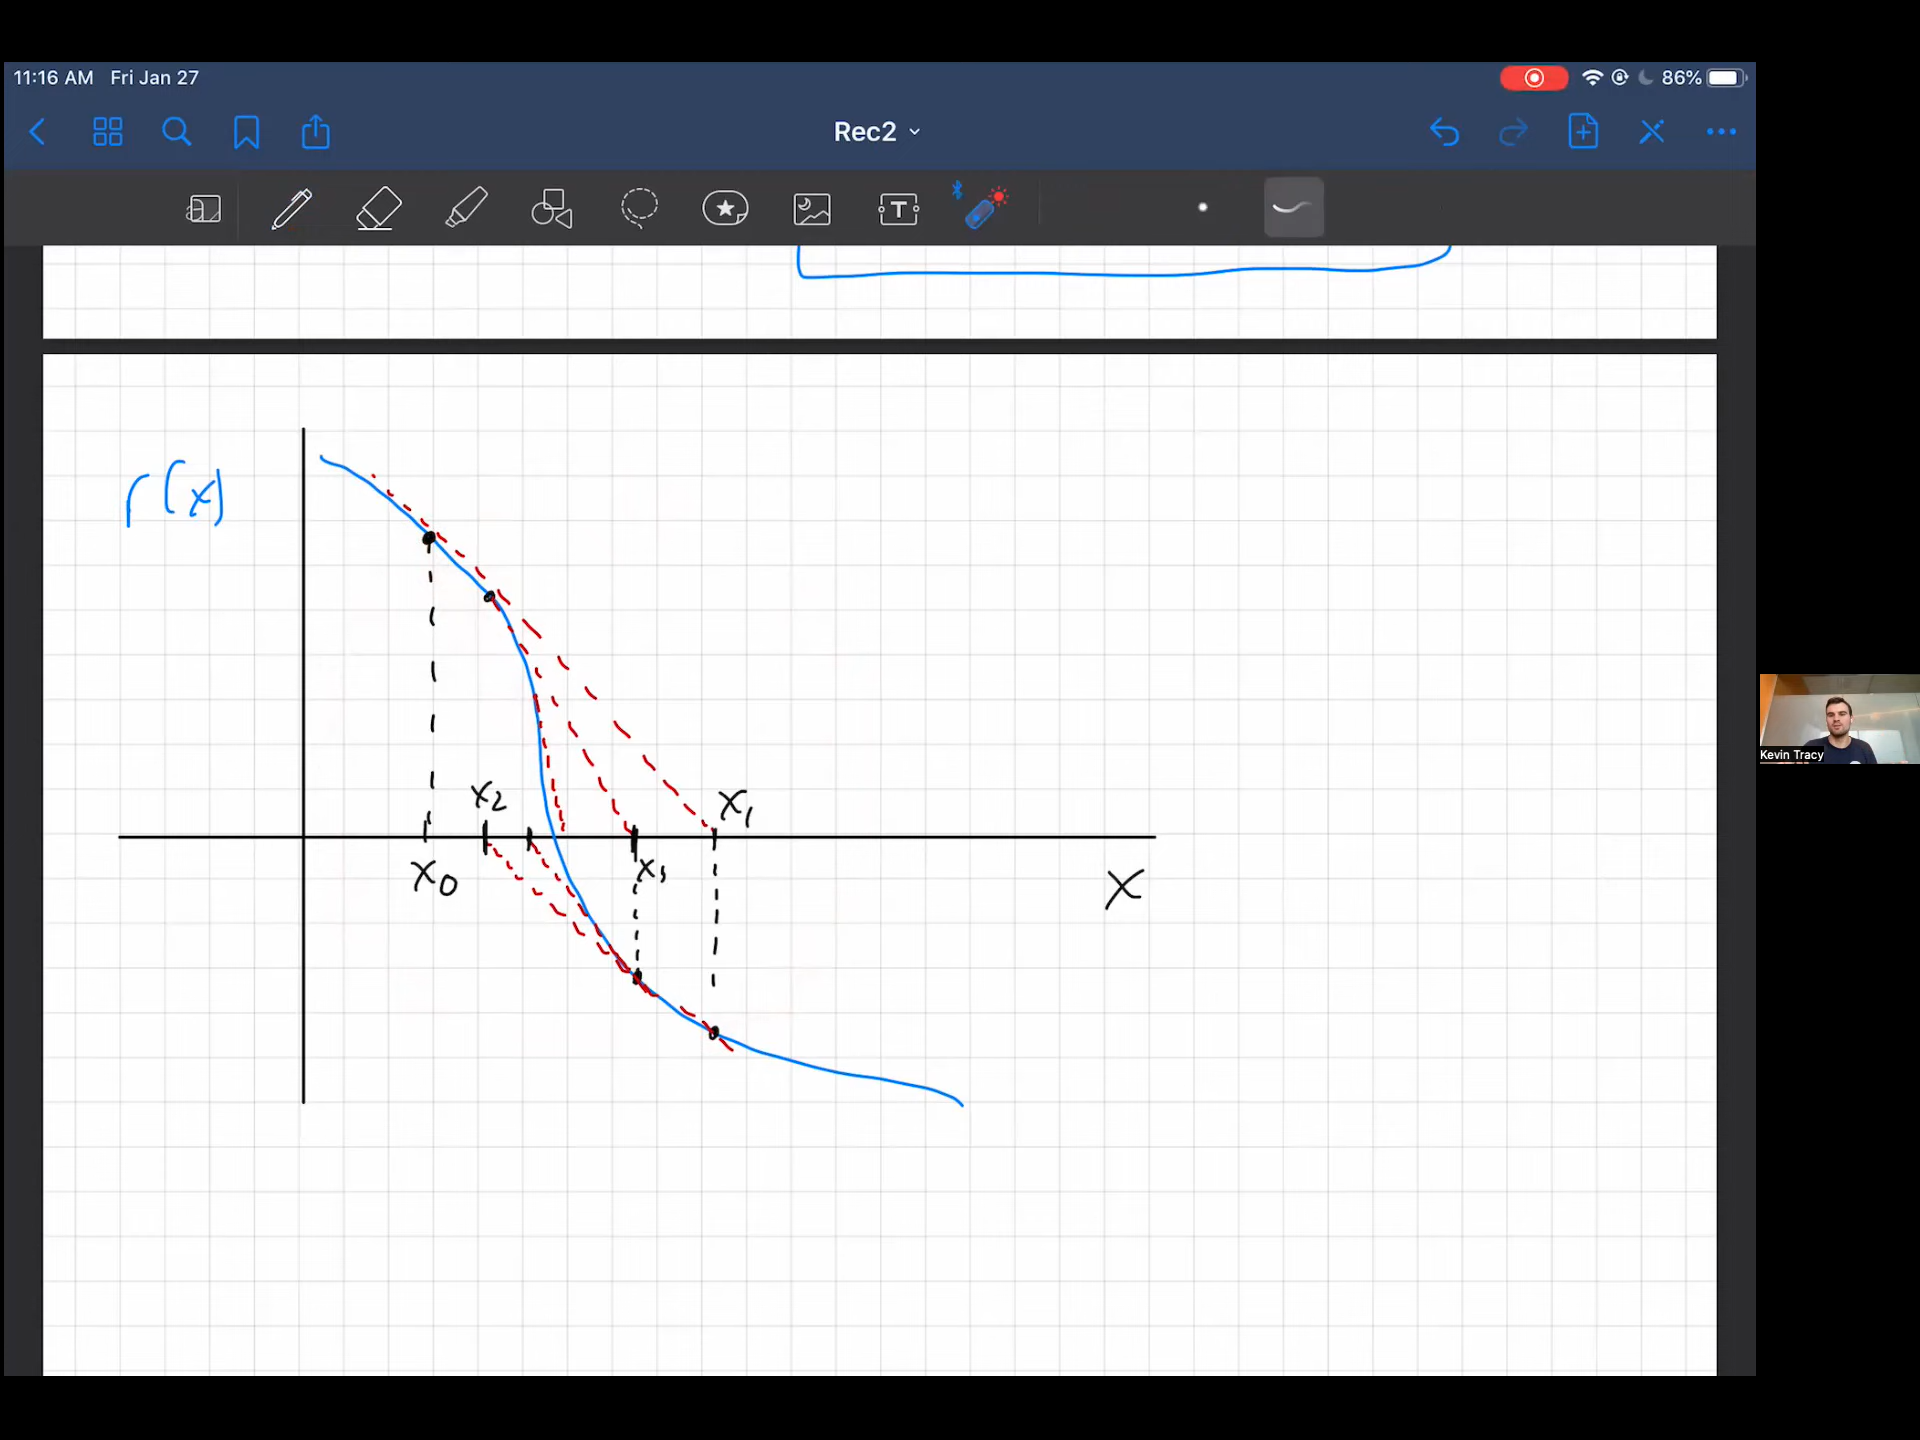 11:16 AM Fri Jan 27
86%
Rec2
T
r(x)
x2
x1
x0
x3
x
Kevin Tracy